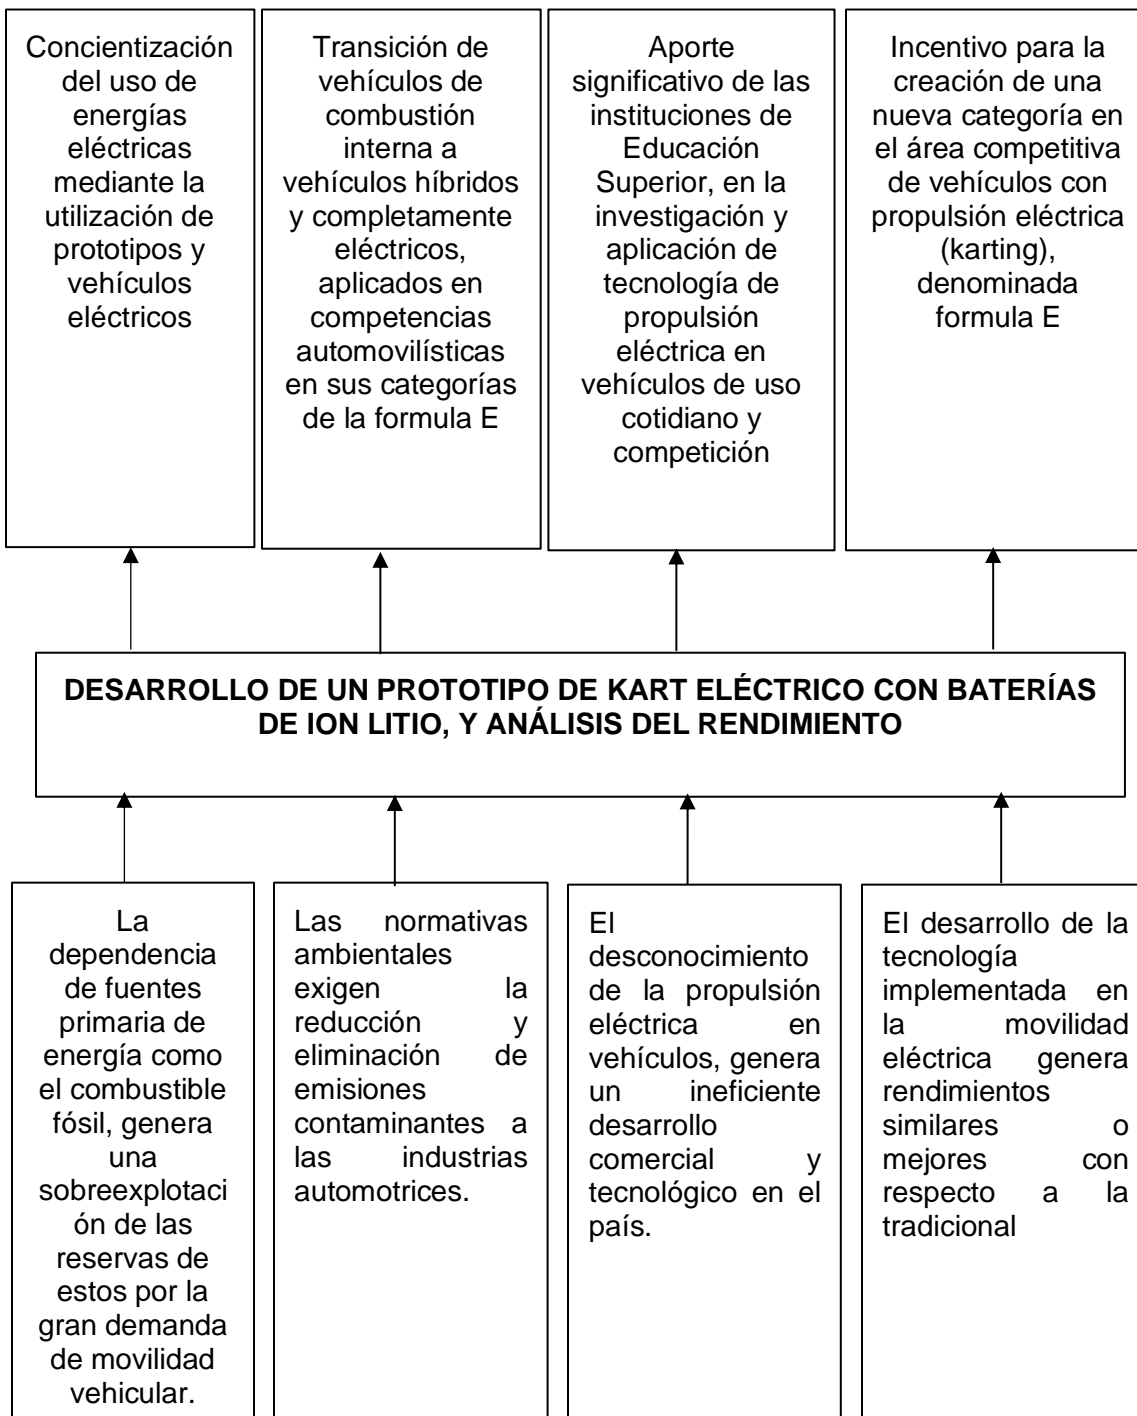 Concientización
del uso de
energías
eléctricas
mediante la
utilización de
prototipos y
vehículos
eléctricos
Transición de
vehículos de
combustión
interna a
vehículos híbridos
y completamente
eléctricos,
aplicados en
competencias
automovilísticas
en sus categorías
de la formula E
Aporte
significativo de las
instituciones de
Educación
Superior, en la
investigación y
aplicación de
tecnología de
propulsión
eléctrica en
vehículos de uso
cotidiano y
competición
Incentivo para la
creación de una
nueva categoría en
el área competitiva
de vehículos con
propulsión eléctrica
(karting),
denominada
formula E
DESARROLLO DE UN PROTOTIPO DE KART ELÉCTRICO CON BATERÍAS
DE ION LITIO, Y ANÁLISIS DEL RENDIMIENTO
La
dependencia
de fuentes
primaria de
energía como
el combustible
fósil, genera
una
sobreexplotaci
ón de las
reservas de
estos por la
gran demanda
de movilidad
vehicular.
Las normativas
ambientales
exigen la
reducción y
eliminación de
emisiones
contaminantes a
las industrias
automotrices.
El
desconocimiento
de la propulsión
eléctrica en
vehículos, genera
un ineficiente
desarrollo
comercial y
tecnológico en el
país.
El desarrollo de la
tecnología
implementada en
la movilidad
eléctrica genera
rendimientos
similares o
mejores con
respecto a la
tradicional